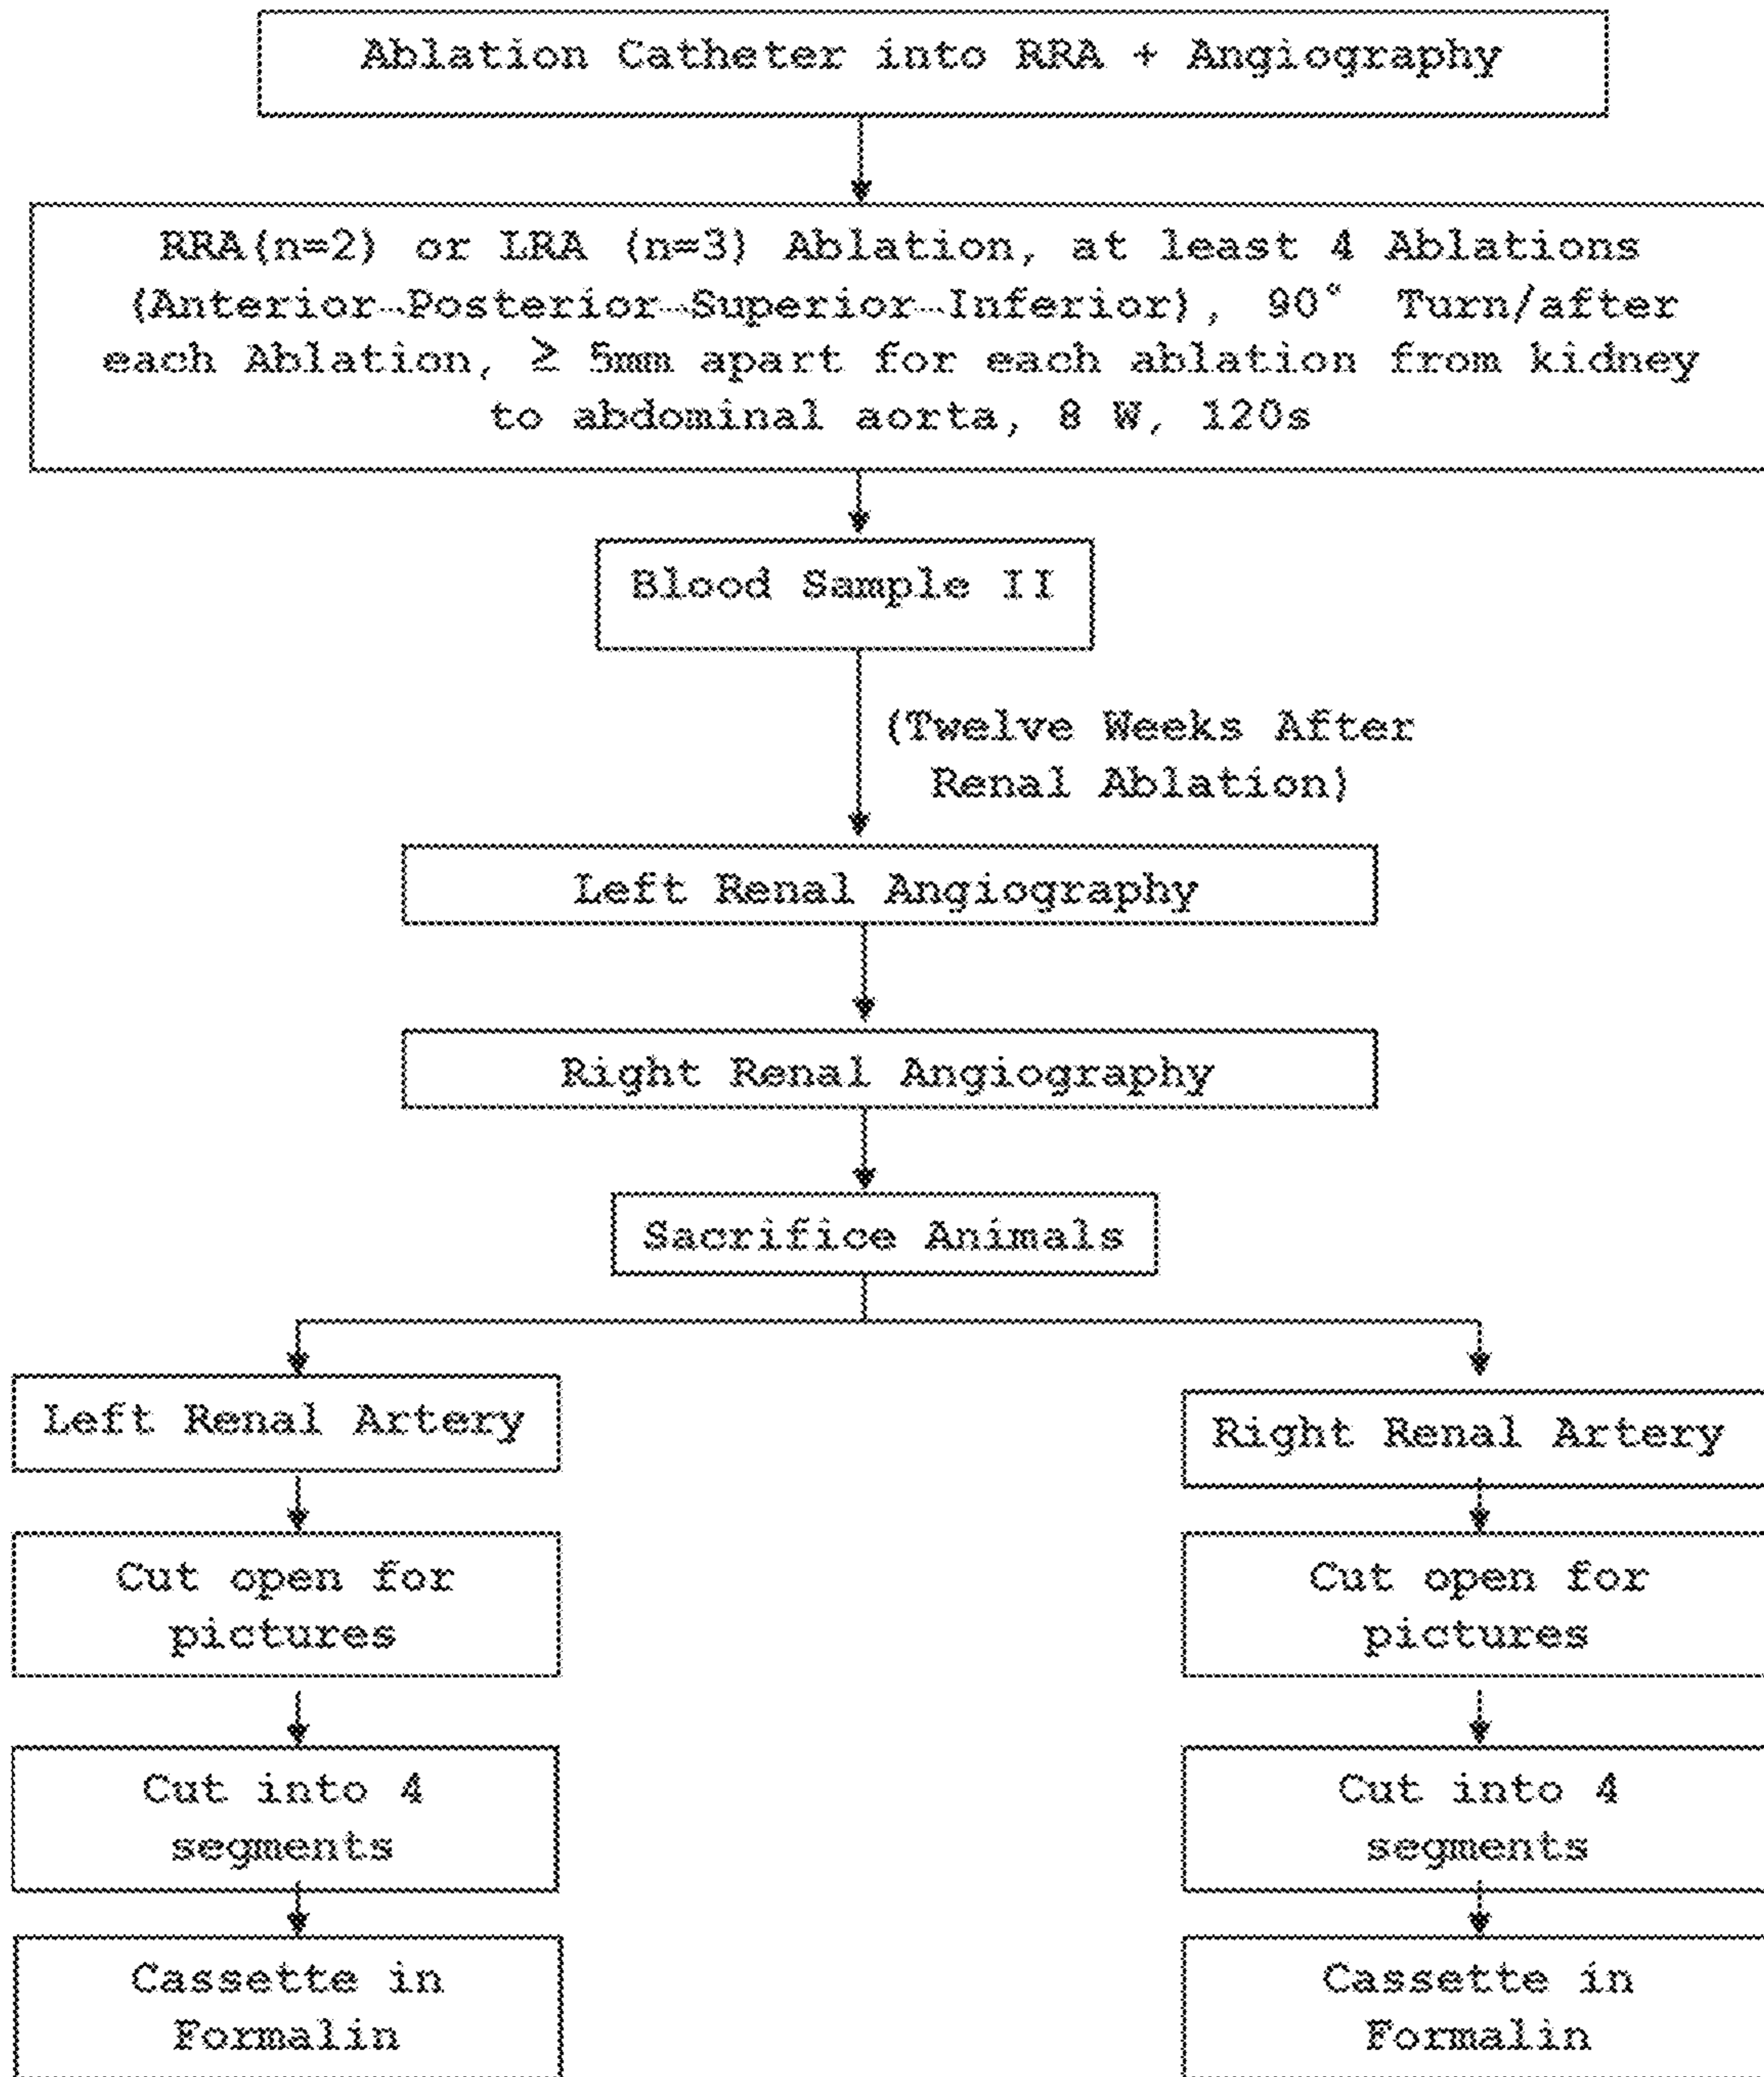 Ablation Catheter into RRA + Angiography
RRA(n=2) or LRA (n=3) Ablation, at least 4 Ablations
(Anterior-Posterior-Superior-Inferior), 90° Turn/after
each Ablation, ≥ 5mm apart for each ablation from kidney
to abdominal aorta, 8 W, 120s
Blood Sample II
(Twelve Weeks After
Renal Ablation)
Left Renal Angiography
Right Renal Angiography
Sacrifice Animals
Left Renal Artery
Right Renal Artery
Cut open for
pictures
Cut open for
pictures
Cut into 4
segments
Cut into 4
segments
Cassette in
Formalin
Cassette in
Formalin